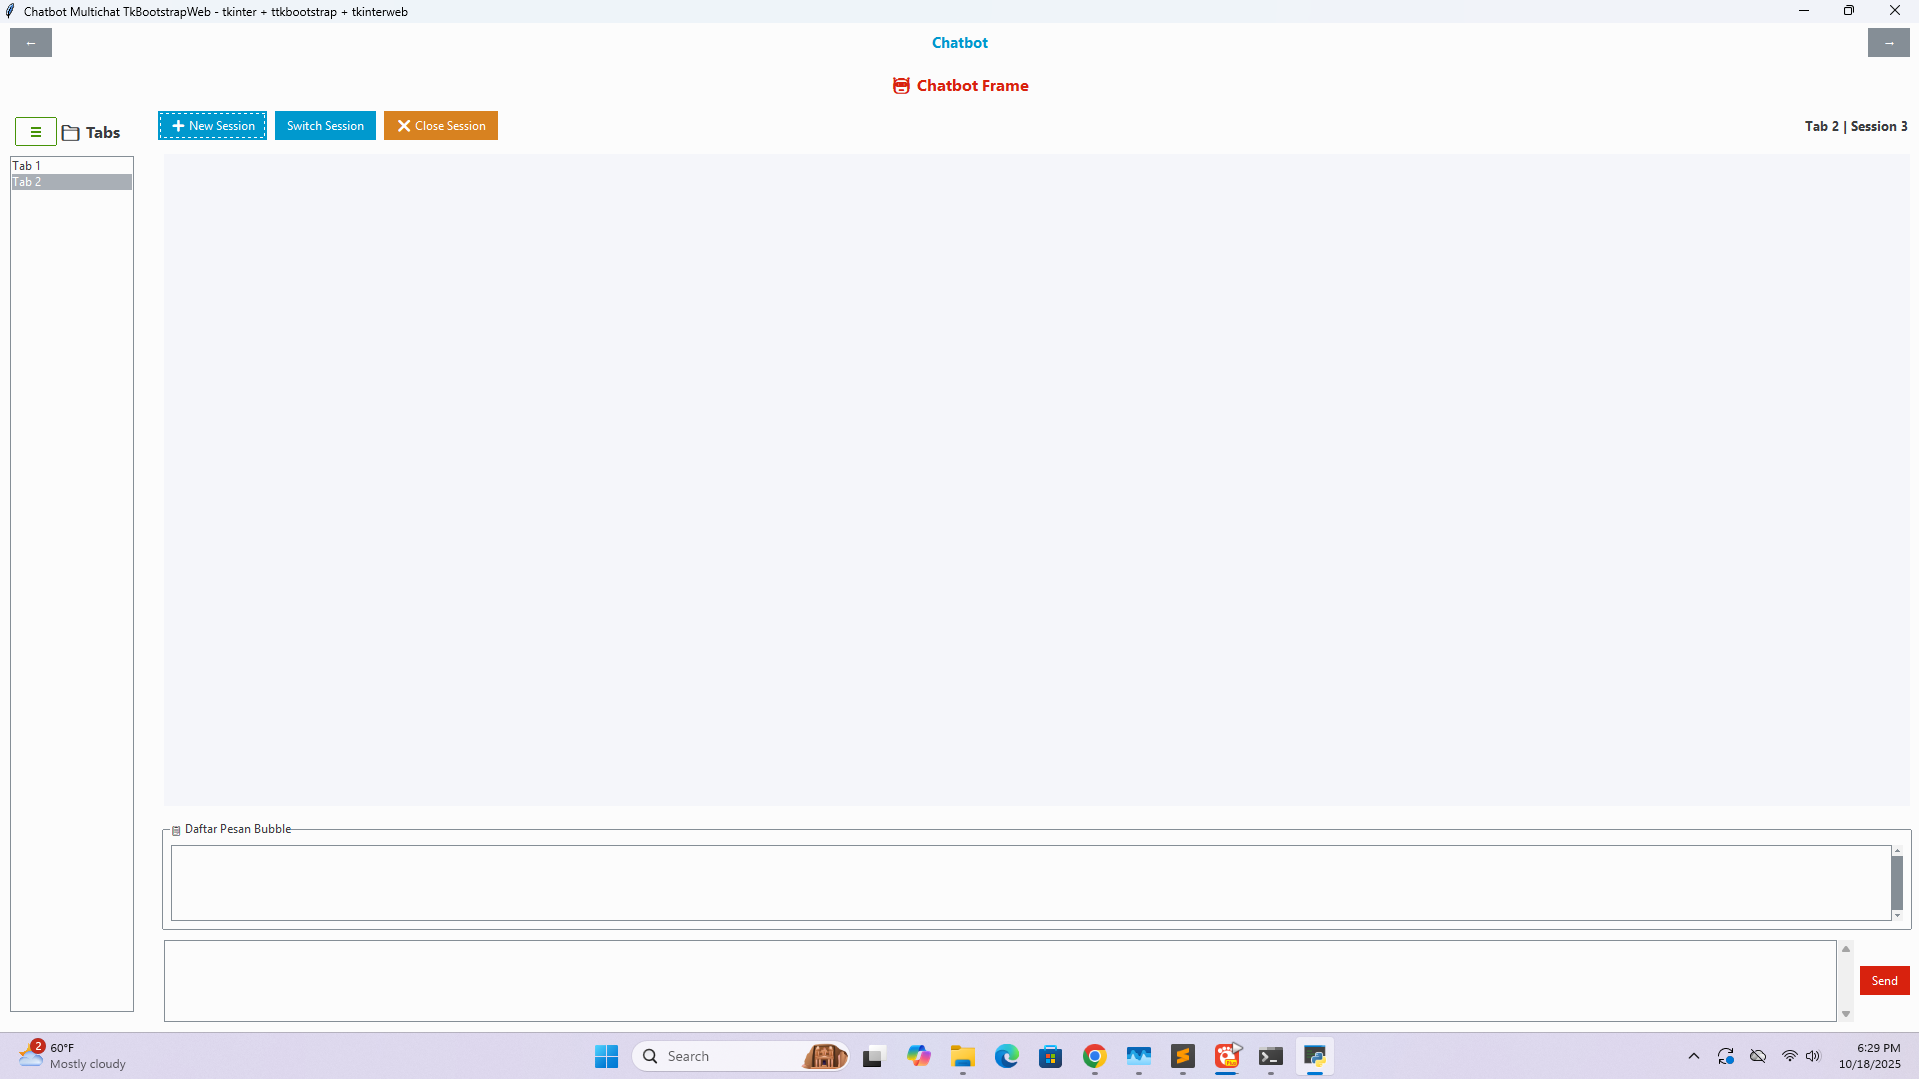 Chatbot Multichat TkBootstrapWeb - tkinter + ttkbootstrap + tkinterweb
←
Chatbot
→
Chatbot Frame
☰
Tabs
New Session
Switch Session
Close Session
Tab 2 | Session 3
Tab 1
Tab 2
Daftar Pesan Bubble
Send
2
60°F
Mostly cloudy
Search
6:29 PM
10/18/2025